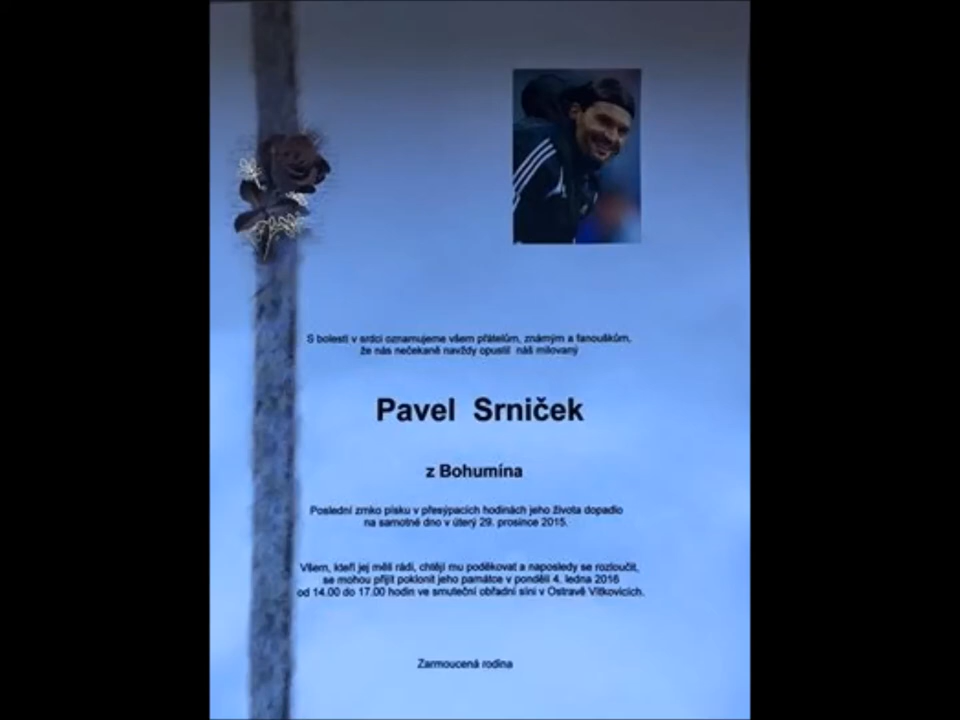 S bolestí v srdci oznamujeme všem přátelům, známým a fanouškům,
že nás nečekaně navždy opustil náš milovaný
Pavel Srniček
z Bohumína
Poslední zrnko písku v přesýpacích hodinách jeho života dopadlo
na samotné dno v úterý 29. prosince 2015.
Všem, kteří jej měli rádi, chtějí mu poděkovat a naposledy se rozloučit,
se mohou přijít poklonit jeho památce v pondělí 4. ledna 2016
od 14.00 do 17.00 hodin ve smuteční obřadní síni v Ostravě Vítkovicích.
Zarmoucená rodina